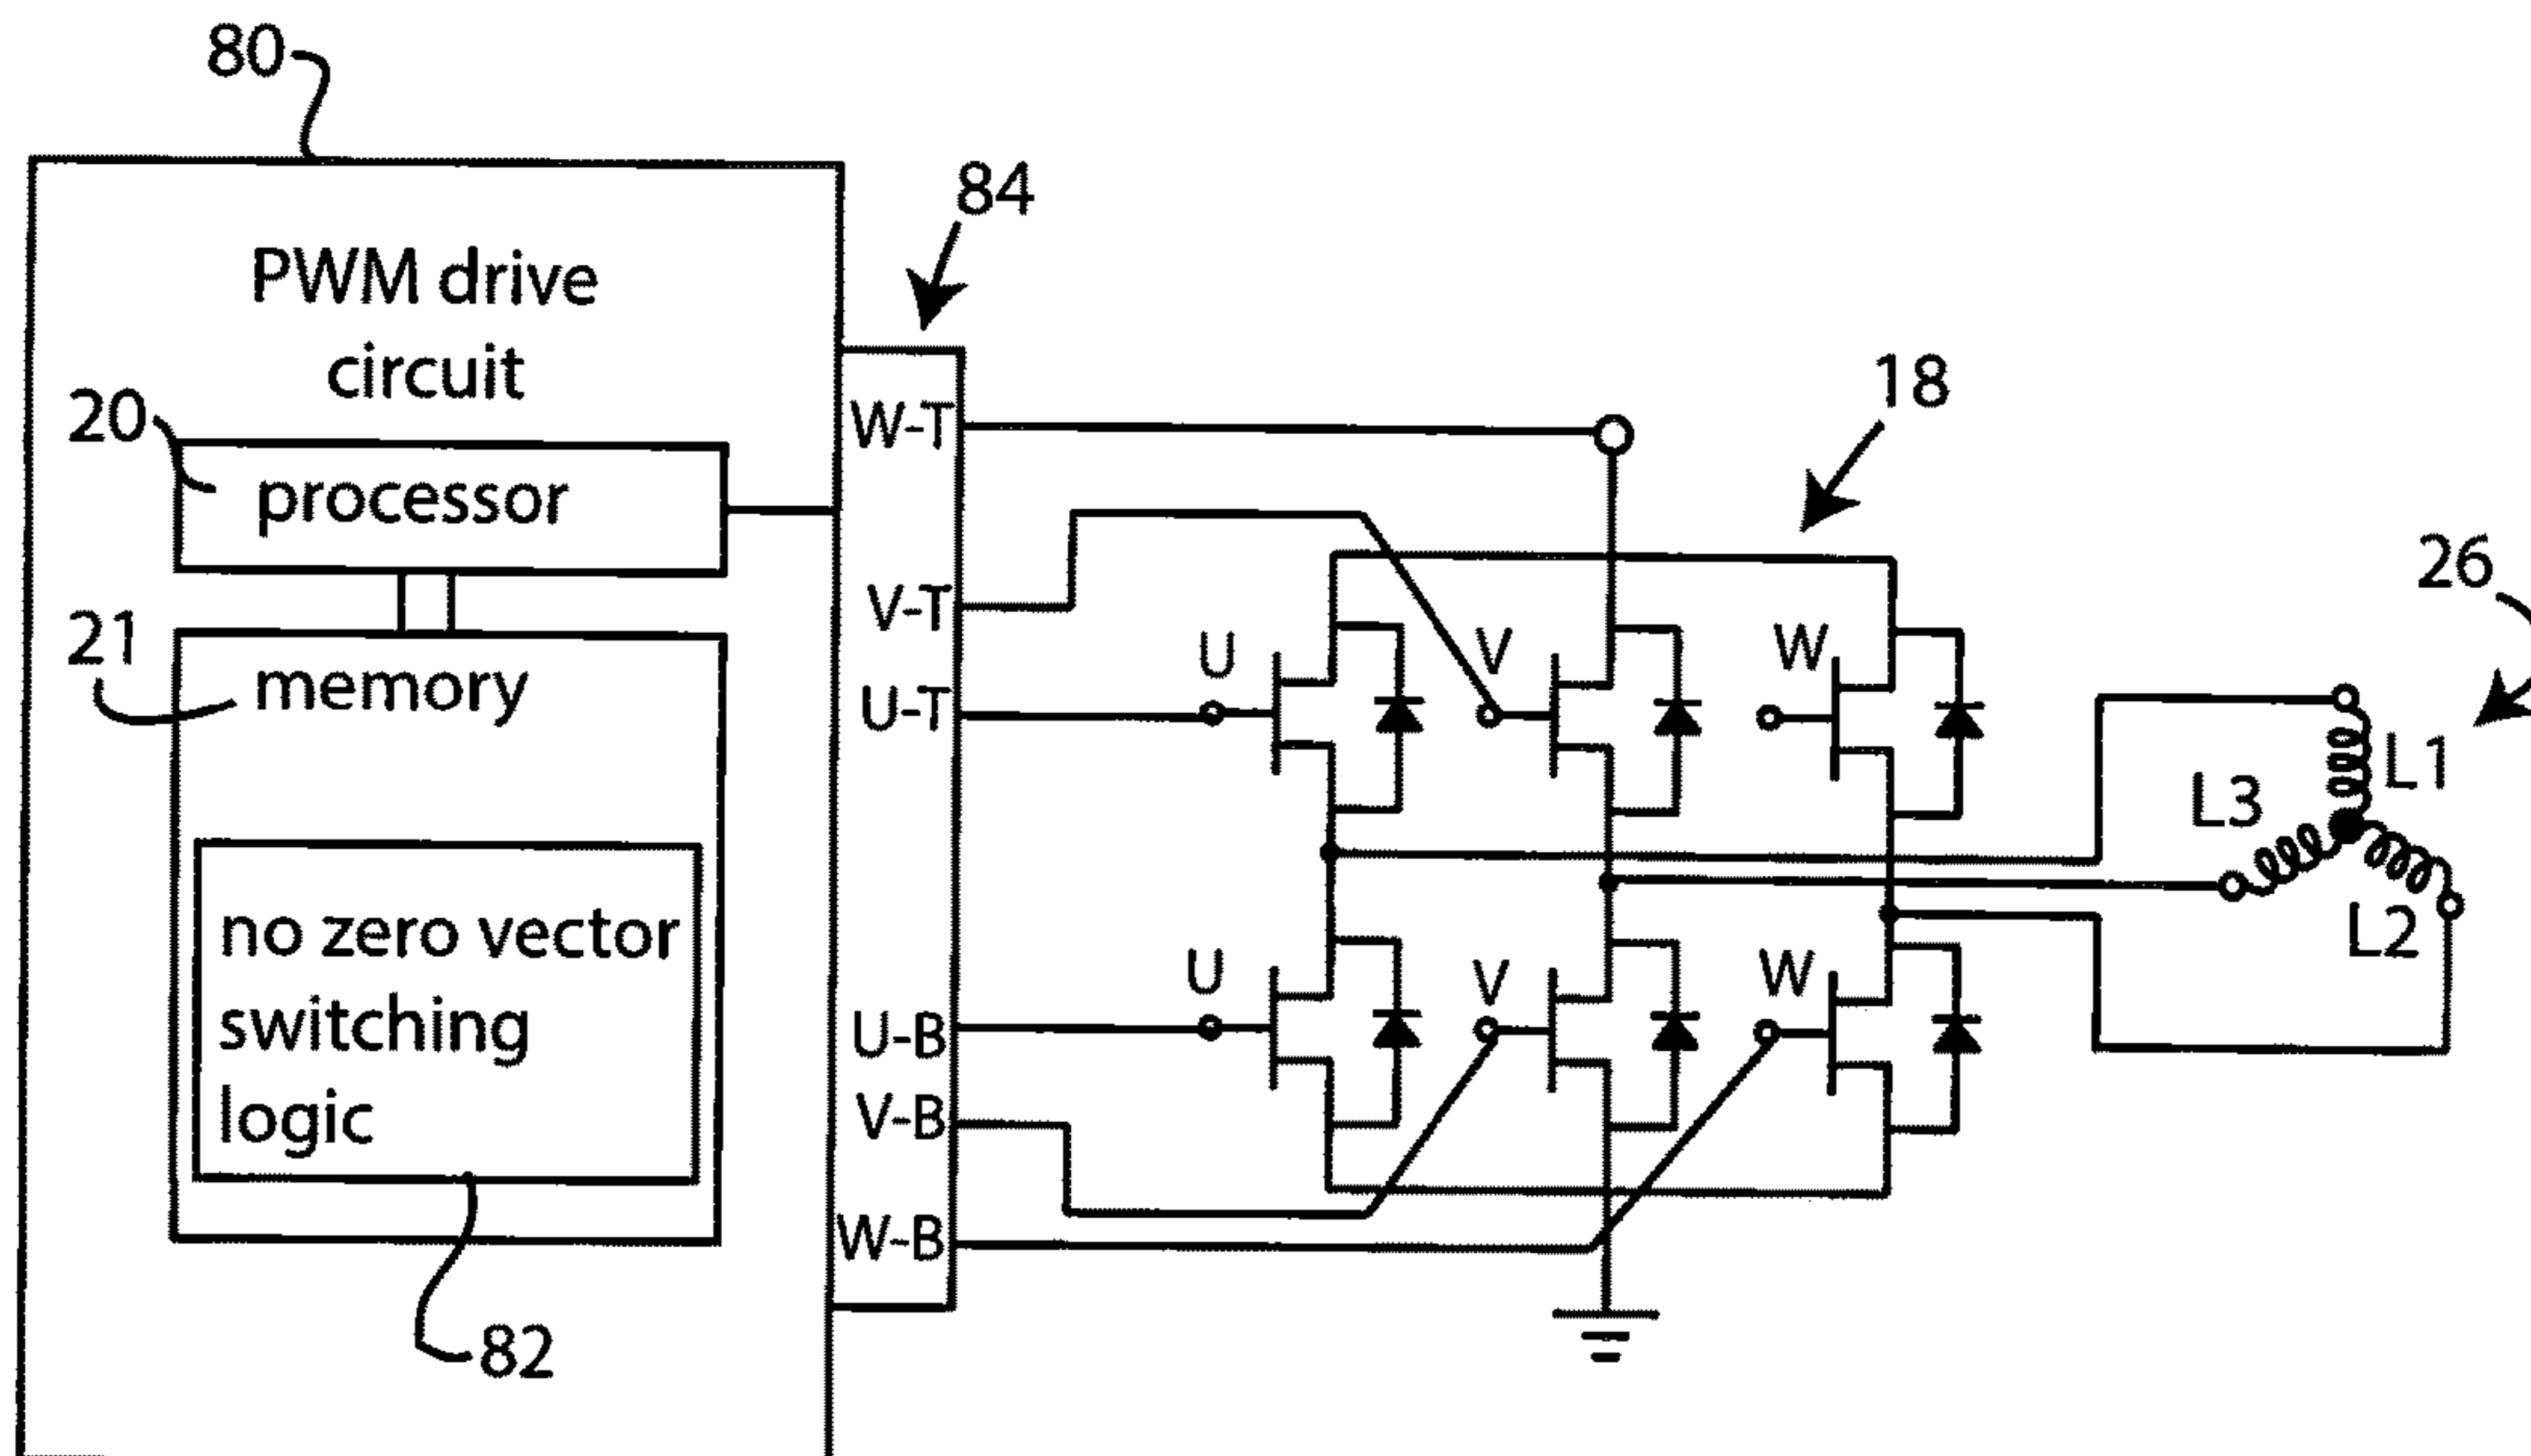 80
84
PWM drive
circuit
18
20
W-T
processor
26
V-T
21
memory
U
V
W
U-T
L1
L3
no zero vector
switching
logic
L2
U
V
W
U-B
V-B
W-B
82